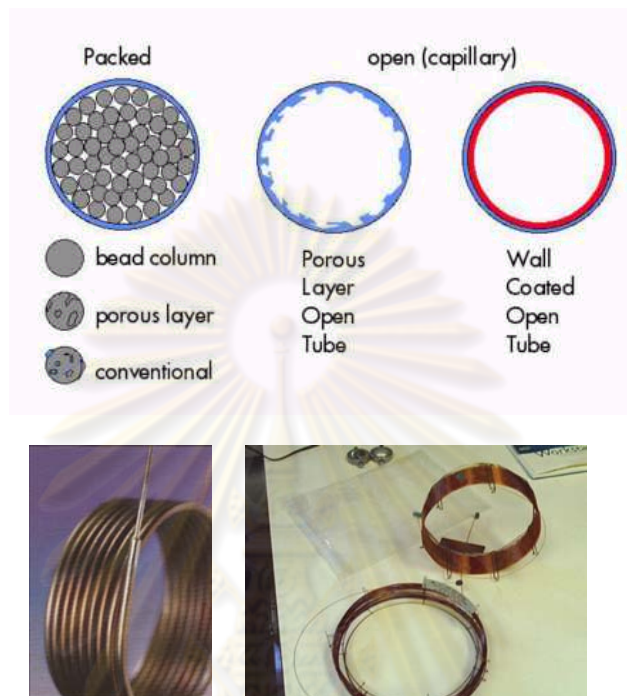 Packed
open (capillary)
bead column
porous layer
conventional
Porous
Layer
Open
Tube
Wall
Coated
Open
Tube